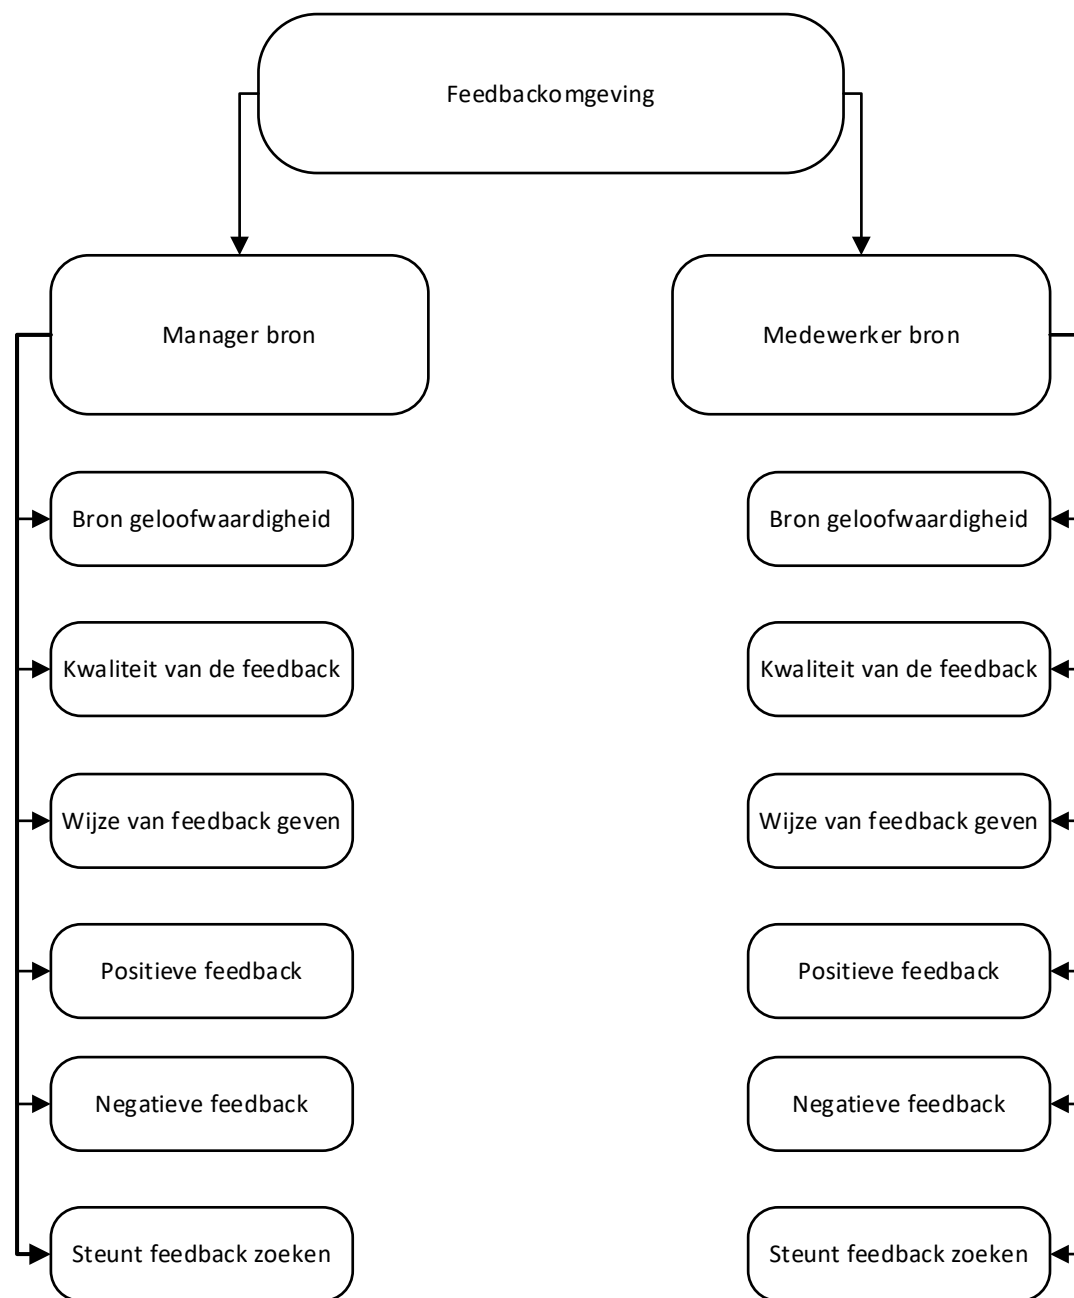 Feedbackomgeving
Manager bron
Medewerker bron
Bron geloofwaardigheid
Bron geloofwaardigheid
Kwaliteit van de feedback
Kwaliteit van de feedback
Wijze van feedback geven
Wijze van feedback geven
Positieve feedback
Positieve feedback
Negatieve feedback
Negatieve feedback
Steunt feedback zoeken
Steunt feedback zoeken